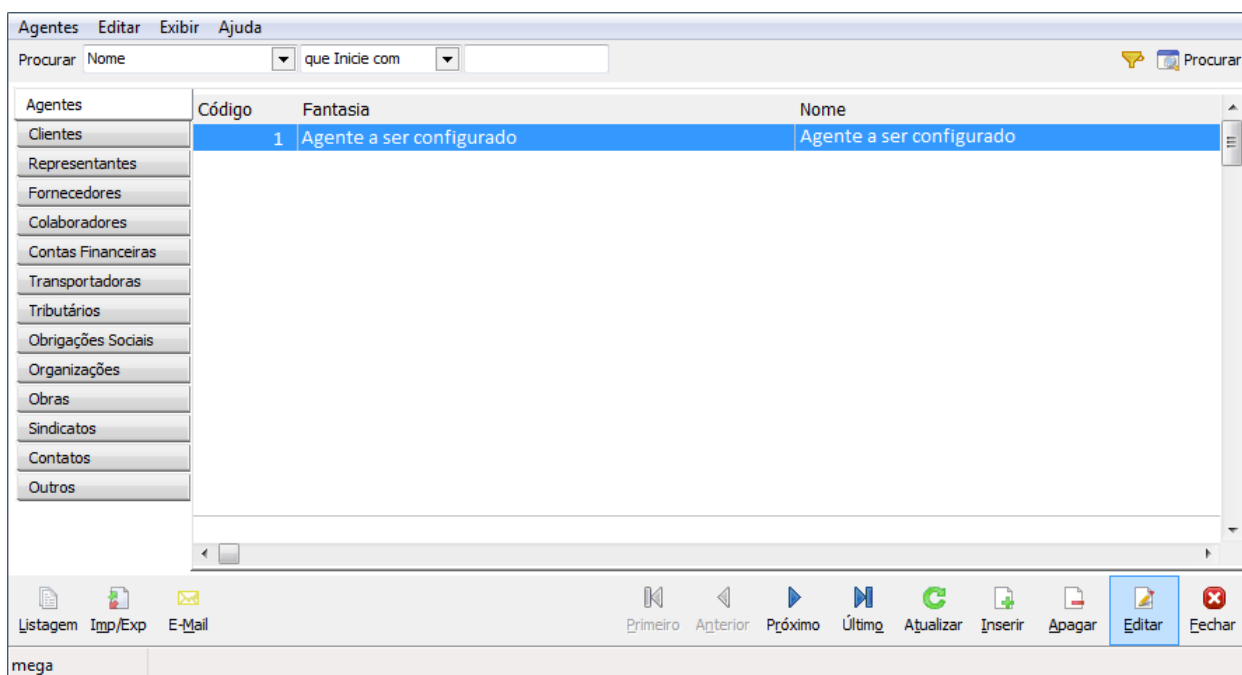 Agentes Editar Exibir Ajuda
Procurar Nome que Inicie com Procurar
Agentes
Clientes
Representantes
Fornecedores
Colaboradores
Contas Financeiras
Transportadoras
Tributários
Obrigações Sociais
Organizações
Obras
Sindicatos
Contatos
Outros
Código Fantasia Nome
1 Agente a ser configurado Agente a ser configurado
Listagem Imp/Exp E-Mail Primeiro Anterior Próximo Último Atualizar Inserir Apagar Editar Fechar
mega